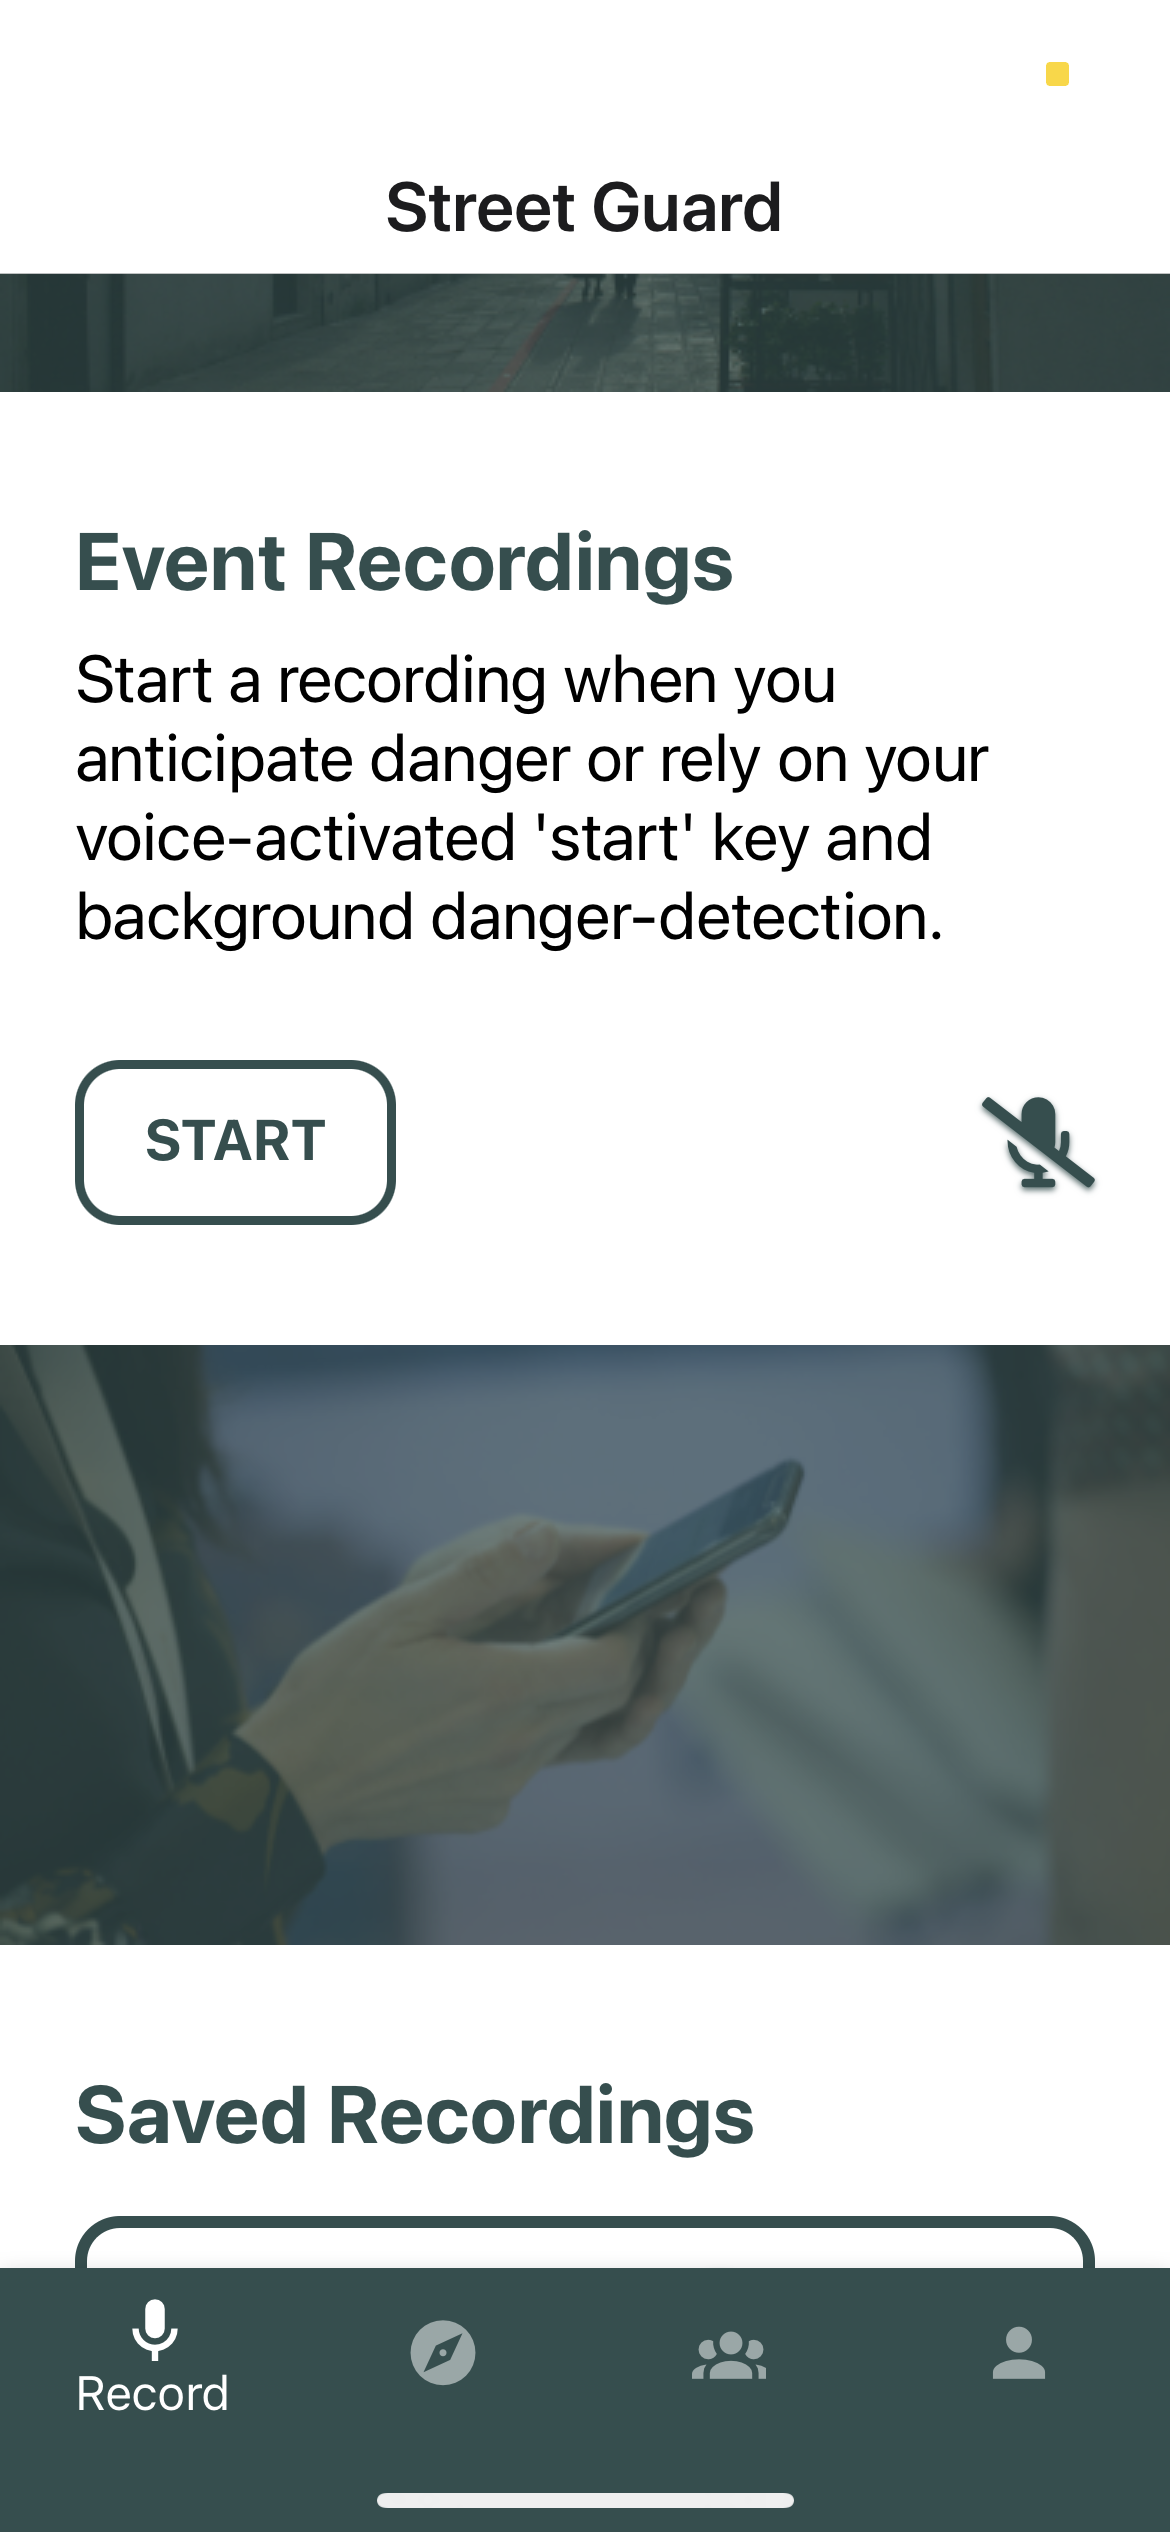 Street Guard
Event Recordings
Start a recording when you
anticipate danger or rely on your
voice-activated 'start' key and
background danger-detection.
START
Saved Recordings
Record